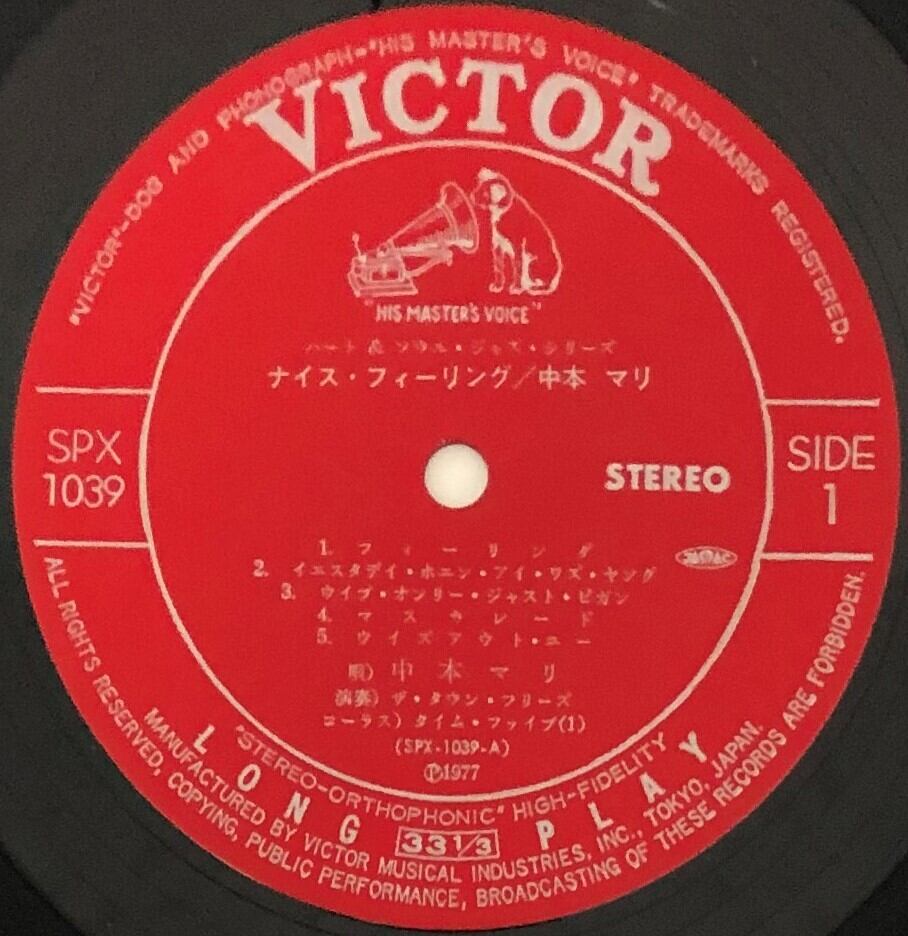 "VICTOR"-DOG AND PHONOGRAPH-"HIS MASTER'S VOICE" TRADEMARKS REGISTERED.
VICTOR
"HIS MASTER'S VOICE"
ハート & ソウル・ジャズ・シリーズ
ナイス・フィーリング/中本 マリ
SPX
1039
STEREO
SIDE
1
1. フィーリング
2. イエスタデイ・ホエン・アイ・ワズ・ヤング
3. ウイブ・オンリー・ジャスト・ビガン
4. マスカレード
5. ウイズアウト・ユー
唄) 中本マリ
演奏) ザ・タウン・フリーズ
コーラス) タイム・ファイブ(1)
(SPX-1039-A)
Ⓟ1977
"STEREO-ORTHOPHONIC" HIGH-FIDELITY
LONG 33 1/3 PLAY
MANUFACTURED BY VICTOR MUSICAL INDUSTRIES, INC., TOKYO, JAPAN.
ALL RIGHTS RESERVED, COPYING, PUBLIC PERFORMANCE, BROADCASTING OF THESE RECORDS ARE FORBIDDEN.